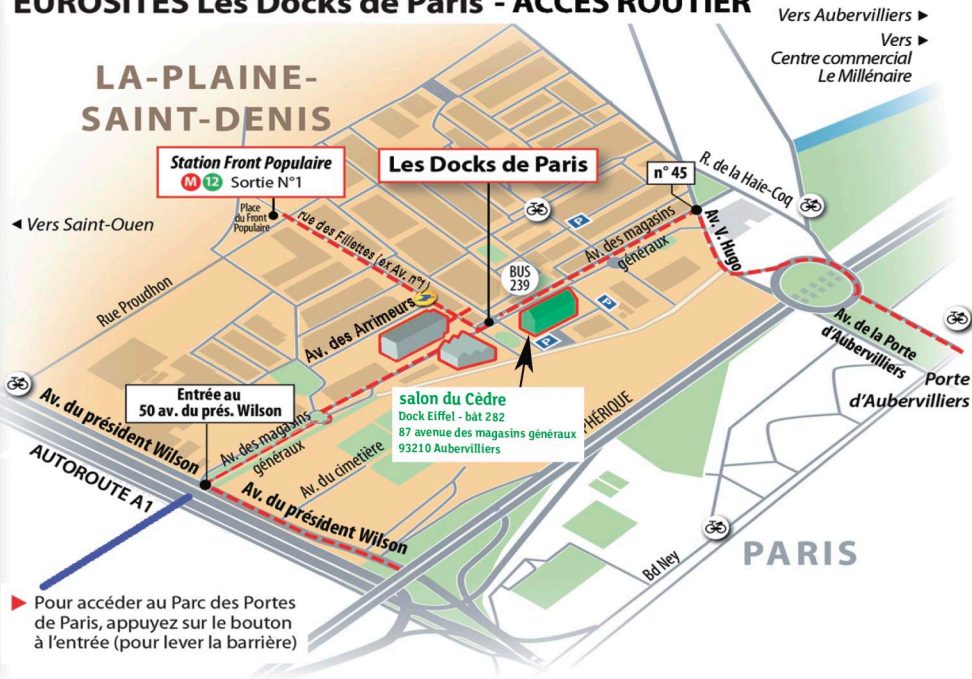 EUROSITES Les Docks de Paris - ACCÈS ROUTIER
Vers Aubervilliers ►
Vers ►
Centre commercial
Le Millénaire
LA-PLAINE-
SAINT-DENIS
Station Front Populaire
M 12 Sortie N°1
Les Docks de Paris
n° 45
R. de la Haie-Coq
Place
du Front
Populaire
◄ Vers Saint-Ouen
rue des Fillettes (ex Av. n°1)
P
Av. des magasins
généraux
Av. V. Hugo
BUS
239
Rue Proudhon
P
Av. des Arrimeurs
P
Av. de la Porte
d'Aubervilliers
Porte
d'Aubervilliers
Entrée au
50 av. du prés. Wilson
salon du Cèdre
Dock Eiffel - bât 282
87 avenue des magasins généraux
93210 Aubervilliers
PHÉRIQUE
Av. du président Wilson
Av. des magasins
généraux
Av. du cimetière
AUTOROUTE A1
Av. du président Wilson
Bd Ney
PARIS
► Pour accéder au Parc des Portes
de Paris, appuyez sur le bouton
à l'entrée (pour lever la barrière)